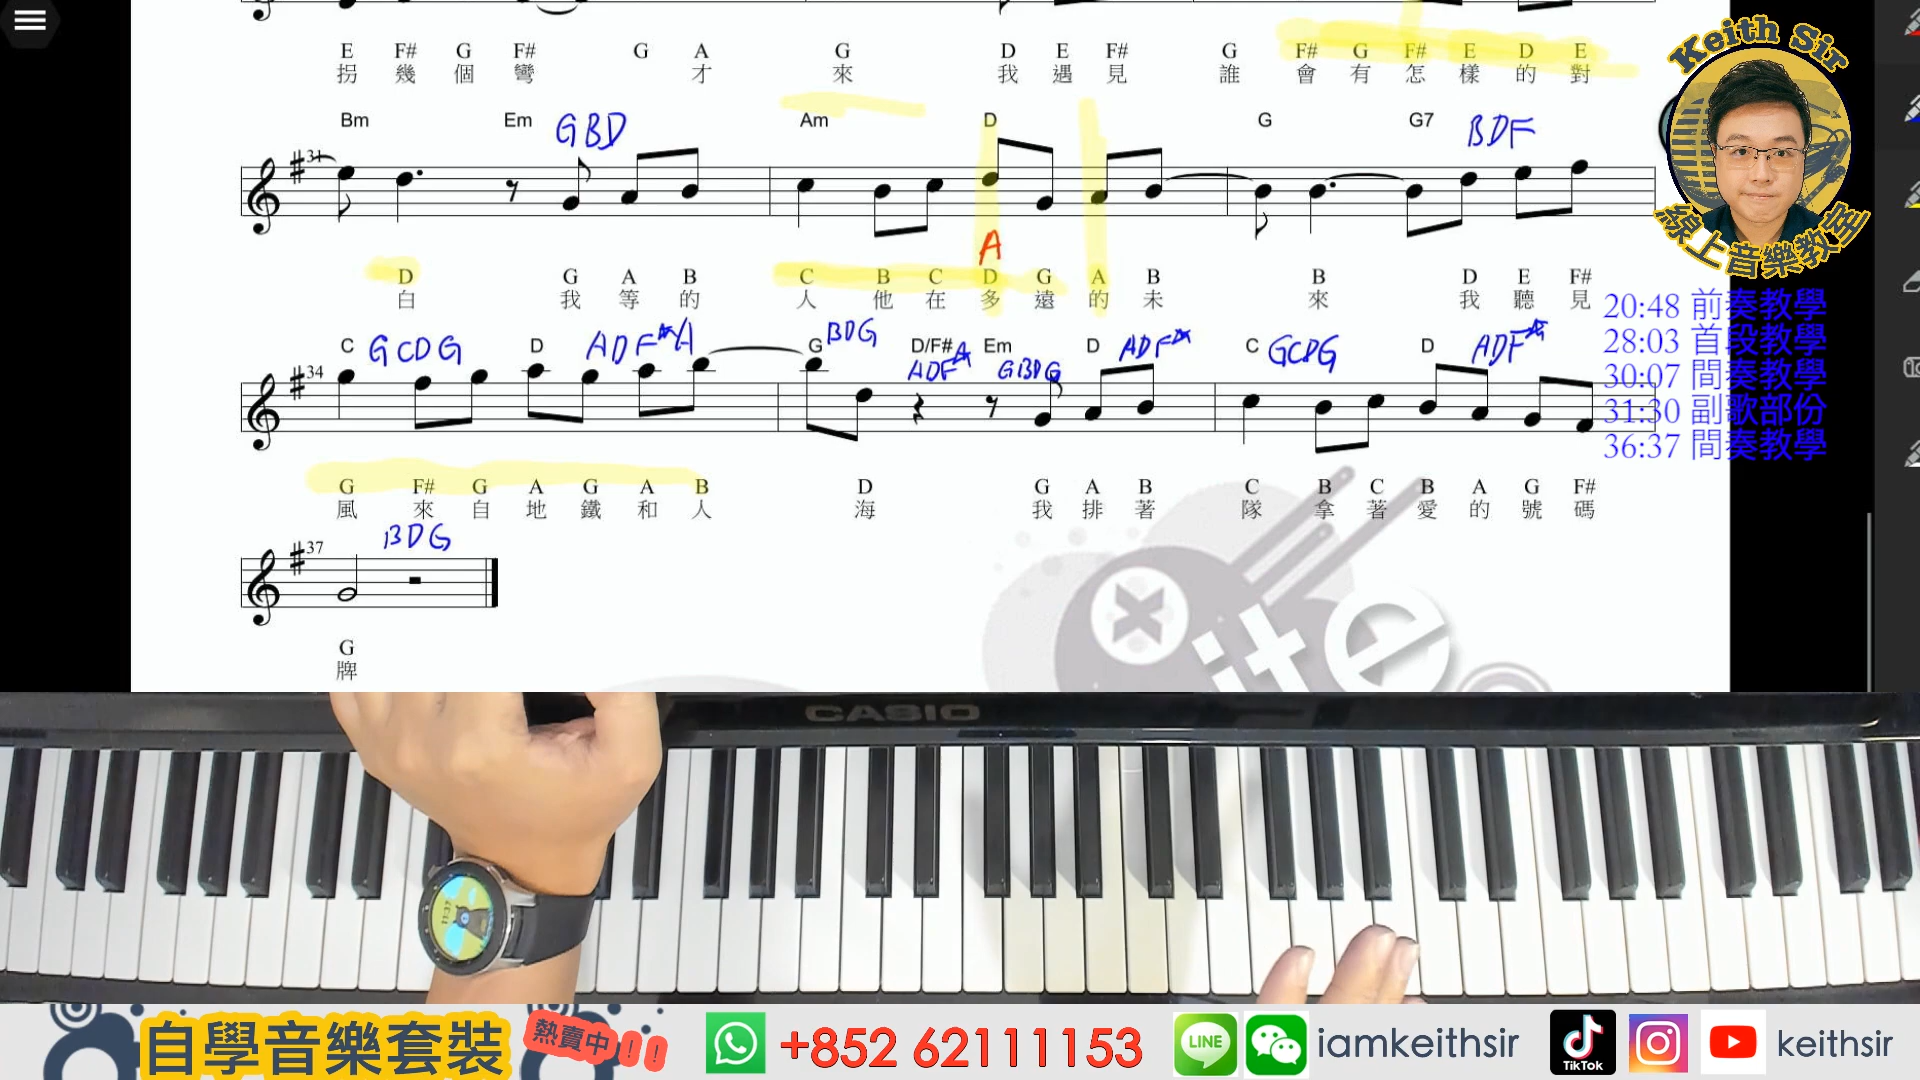 E F# G F# G A G D E F# G F# G F# E D E
拐 幾 個 彎 才 來 我 遇 見 誰 會 有 怎 樣 的 對
Keith Sir
線上音樂教室
Bm Em GBD Am D G G7 BDF
31
A
D G A B C B C D G A B B D E F#
白 我 等 的 人 他 在 多 遠 的 未 來 我 聽 見
20:48 前奏教學
28:03 首段教學
30:07 間奏教學
31:30 副歌部份
36:37 間奏教學
C GCDG D ADF#A G BDG D/F# ADF# Em GBDG D ADF# C GCDG D ADF#
34
G F# G A G A B D G A B C B C B A G F#
風 來 自 地 鐵 和 人 海 我 排 著 隊 拿 著 愛 的 號 碼
37 BDG
G
牌
ite
CASIO
11:37
自學音樂套裝 熱賣中!! +852 62111153 LINE iamkeithsir TikTok keithsir